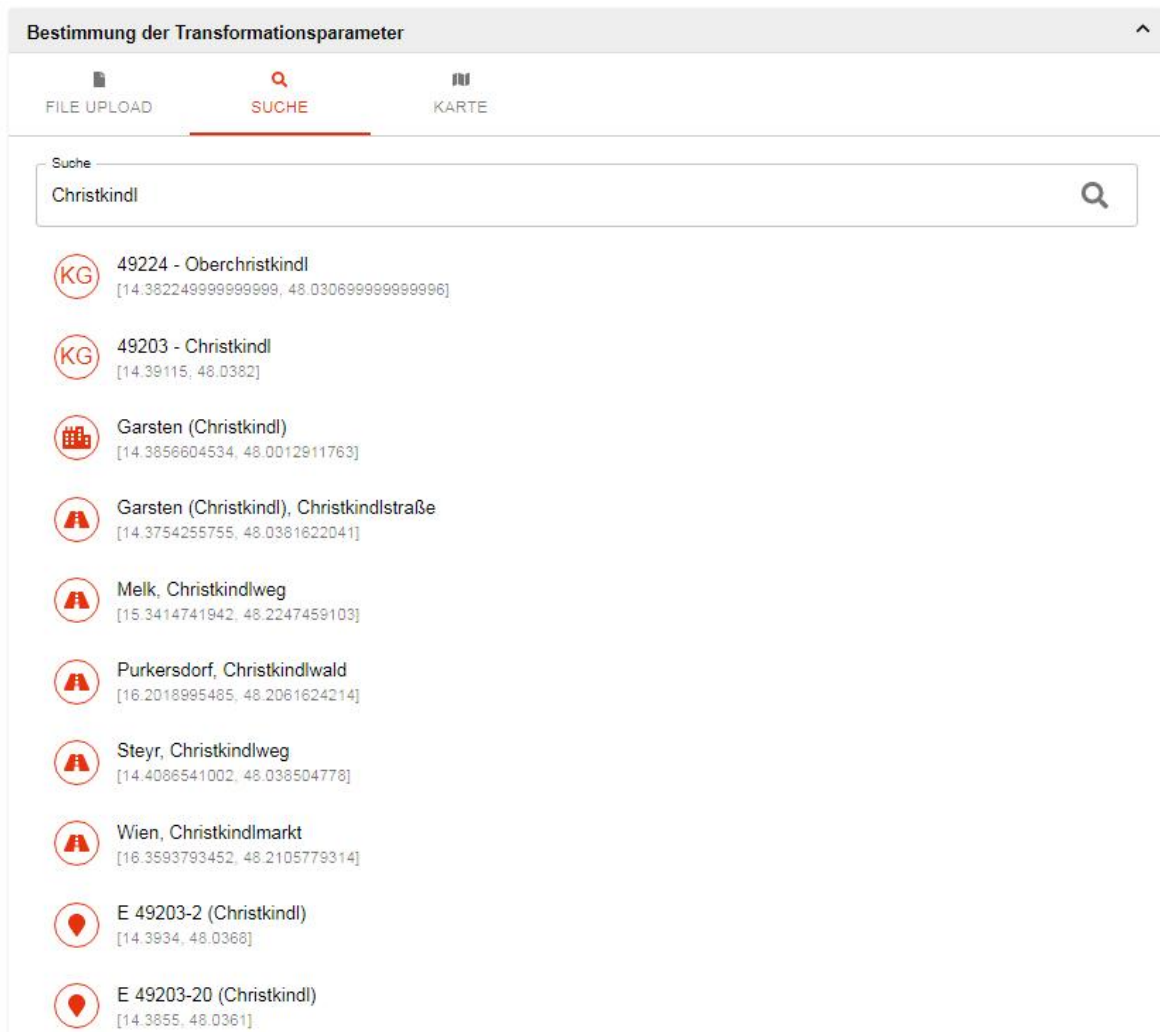 Bestimmung der Transformationsparameter
FILE UPLOAD
SUCHE
KARTE
Suche
Christkindl
KG
49224 - Oberchristkindl
[14.382249999999999, 48.030699999999996]
KG
49203 - Christkindl
[14.39115, 48.0382]
Garsten (Christkindl)
[14.3856604534, 48.0012911763]
Garsten (Christkindl), Christkindlstraße
[14.3754255755, 48.0381622041]
Melk, Christkindlweg
[15.3414741942, 48.2247459103]
Purkersdorf, Christkindlwald
[16.2018995485, 48.2061624214]
Steyr, Christkindlweg
[14.4086541002, 48.038504778]
Wien, Christkindlmarkt
[16.3593793452, 48.2105779314]
E 49203-2 (Christkindl)
[14.3934, 48.0368]
E 49203-20 (Christkindl)
[14.3855, 48.0361]